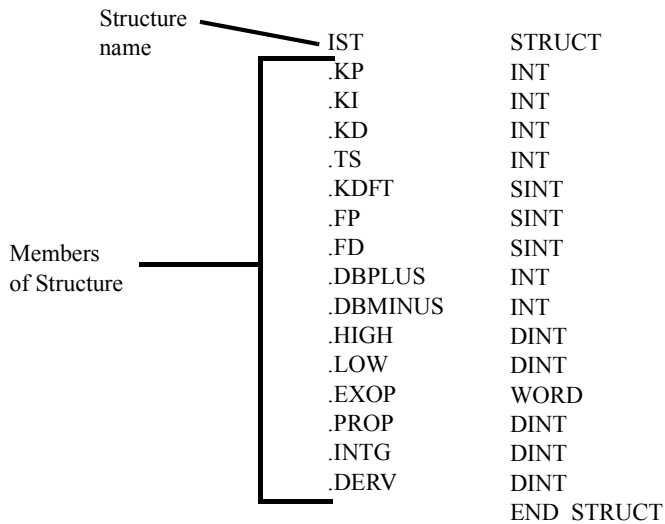 Structure
name
IST STRUCT
.KP INT
.KI INT
.KD INT
.TS INT
.KDFT SINT
.FP SINT
.FD SINT
Members
of Structure
.DBPLUS INT
.DBMINUS INT
.HIGH DINT
.LOW DINT
.EXOP WORD
.PROP DINT
.INTG DINT
.DERV DINT
END STRUCT